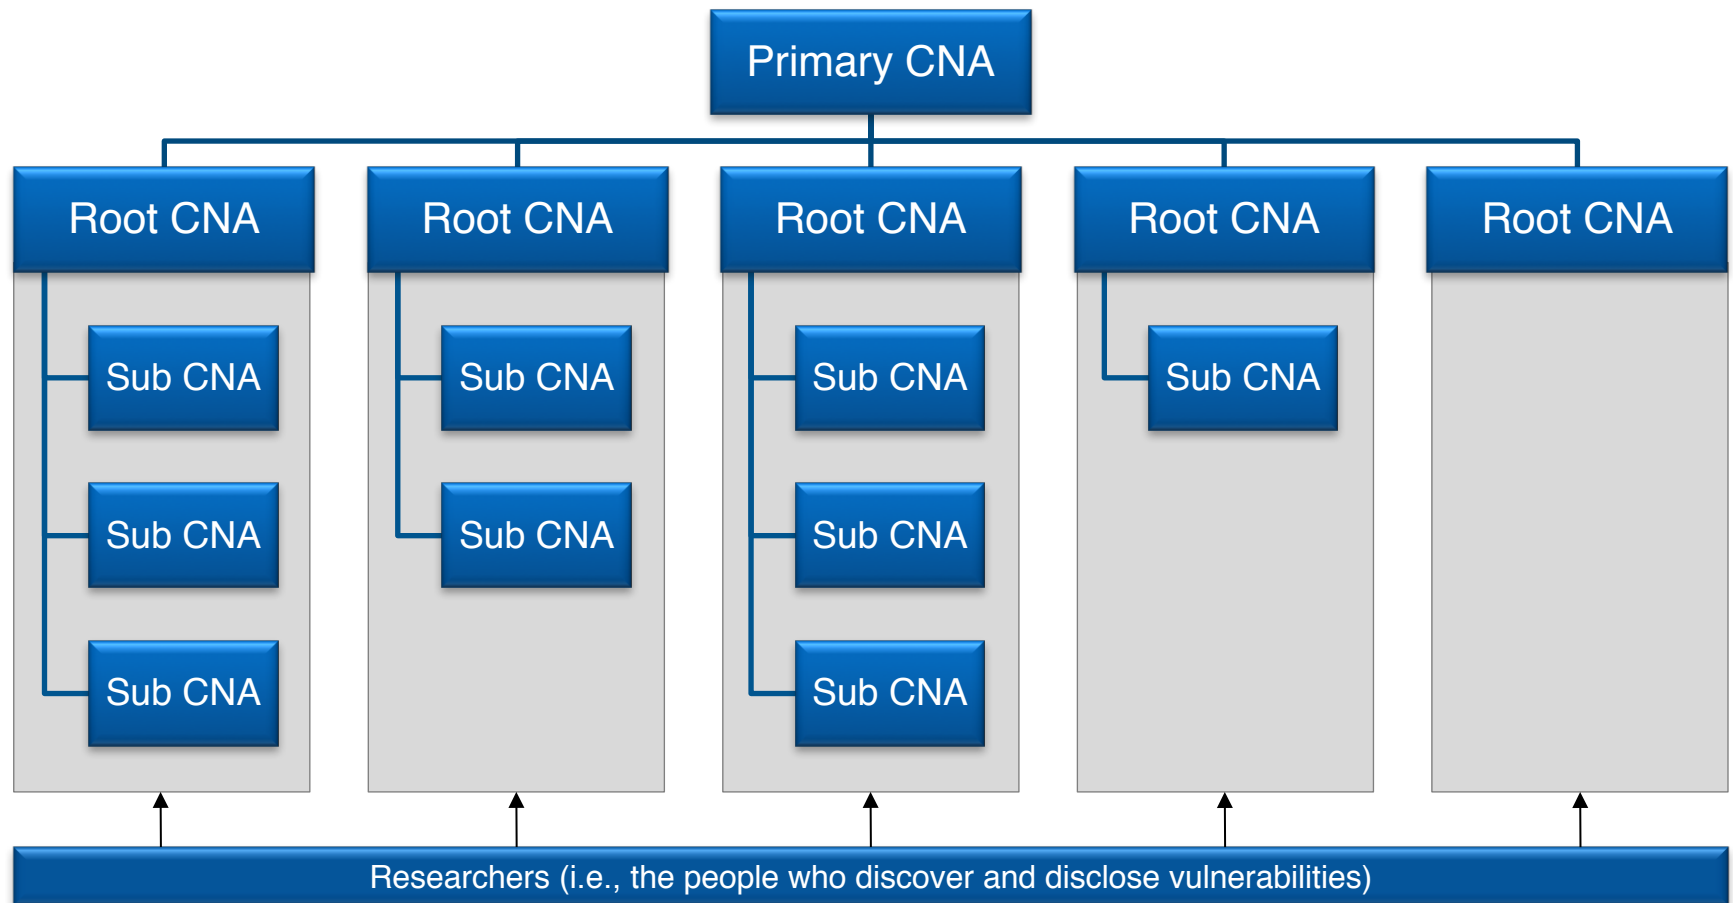 Primary CNA
Root CNA
Root CNA
Root CNA
Root CNA
Root CNA
Sub CNA
Sub CNA
Sub CNA
Sub CNA
Sub CNA
Sub CNA
Sub CNA
Sub CNA
Sub CNA
Researchers (i.e., the people who discover and disclose vulnerabilities)